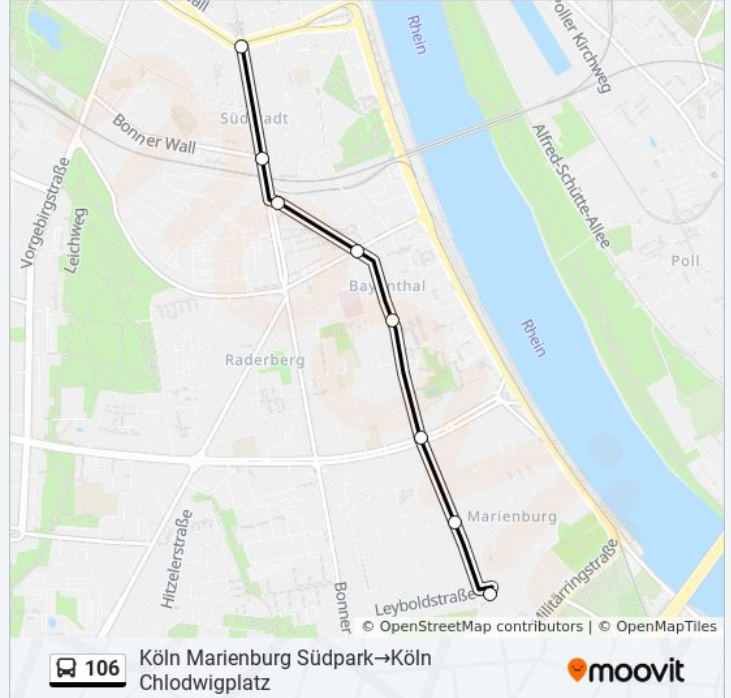 all
Rhein
Poller Kirchweg
Südstadt
Bonner Wall
Alfred-Schütte-Allee
Vorgebirgstraße
Leichweg
Poll
Bayenthal
Rhein
Raderberg
Marienburg
Hitzelerstraße
Militärringstraße
Bonner
Leyboldstraße
© OpenStreetMap contributors | © OpenMapTiles
106
Köln Marienburg Südpark→Köln
Chlodwigplatz
moovit